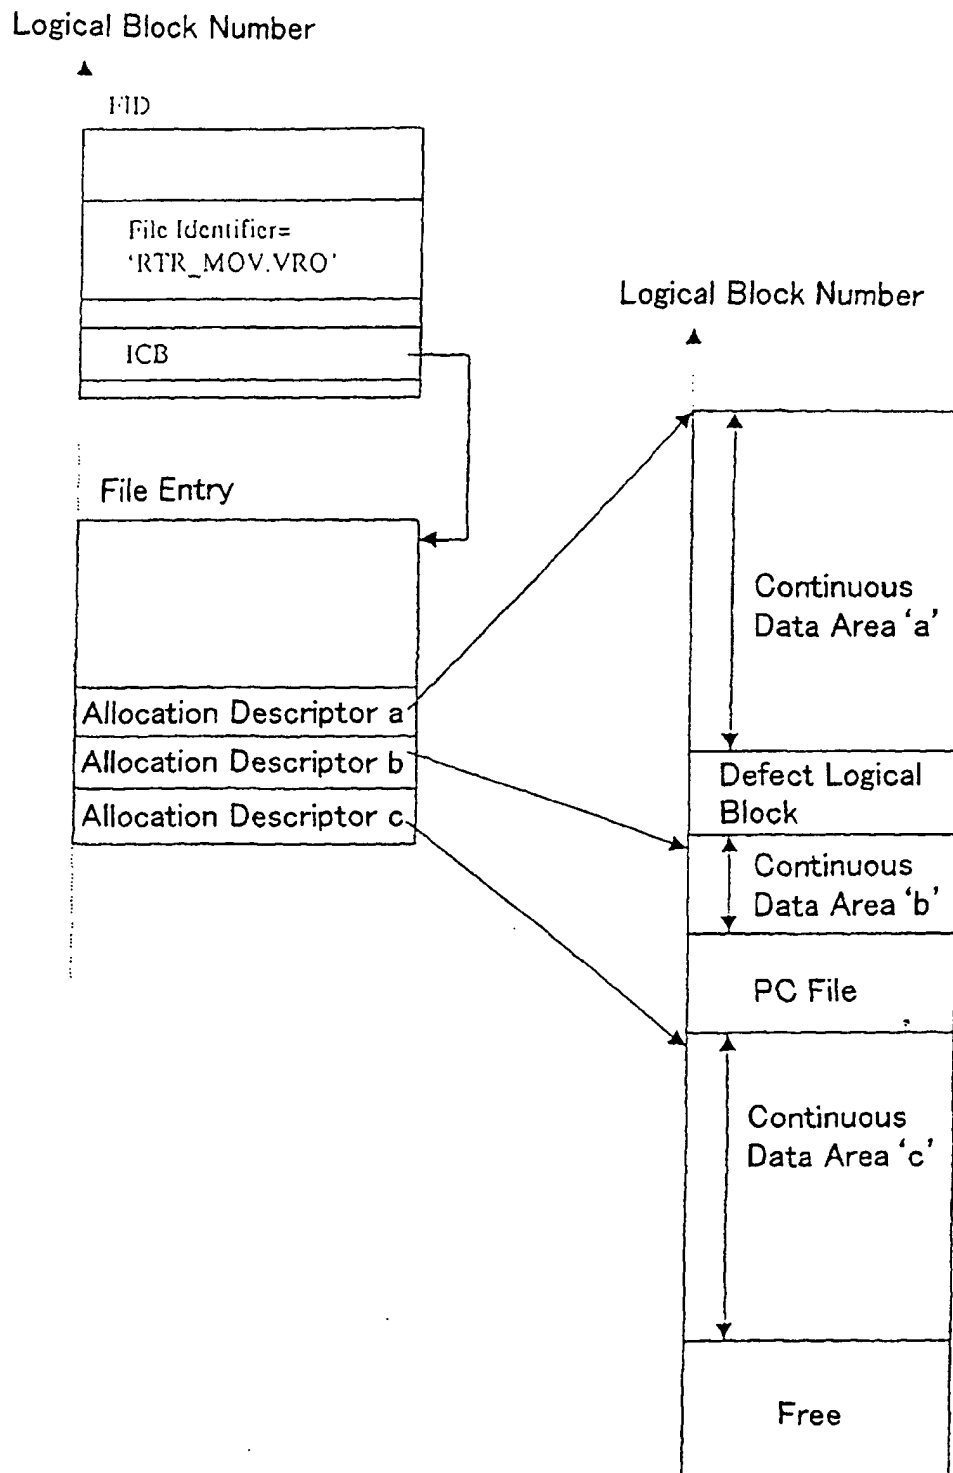 Logical Block Number
FID
File Identifier=
‘RTR_MOV.VRO’
ICB
File Entry
Allocation Descriptor a
Allocation Descriptor b
Allocation Descriptor c
Logical Block Number
Continuous
Data Area ‘a’
Defect Logical
Block
Continuous
Data Area ‘b’
PC File
Continuous
Data Area ‘c’
Free